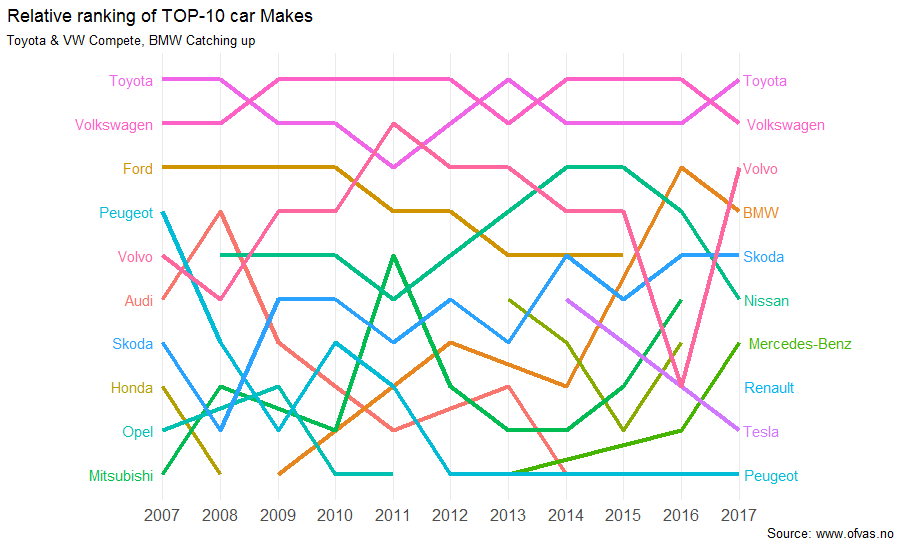 Relative ranking of TOP-10 car Makes
Toyota & VW Compete, BMW Catching up
Toyota Toyota
Volkswagen Volkswagen
Ford Volvo
Peugeot BMW
Volvo Skoda
Audi Nissan
Skoda Mercedes-Benz
Honda Renault
Opel Tesla
Mitsubishi Peugeot
2007 2008 2009 2010 2011 2012 2013 2014 2015 2016 2017
Source: www.ofvas.no